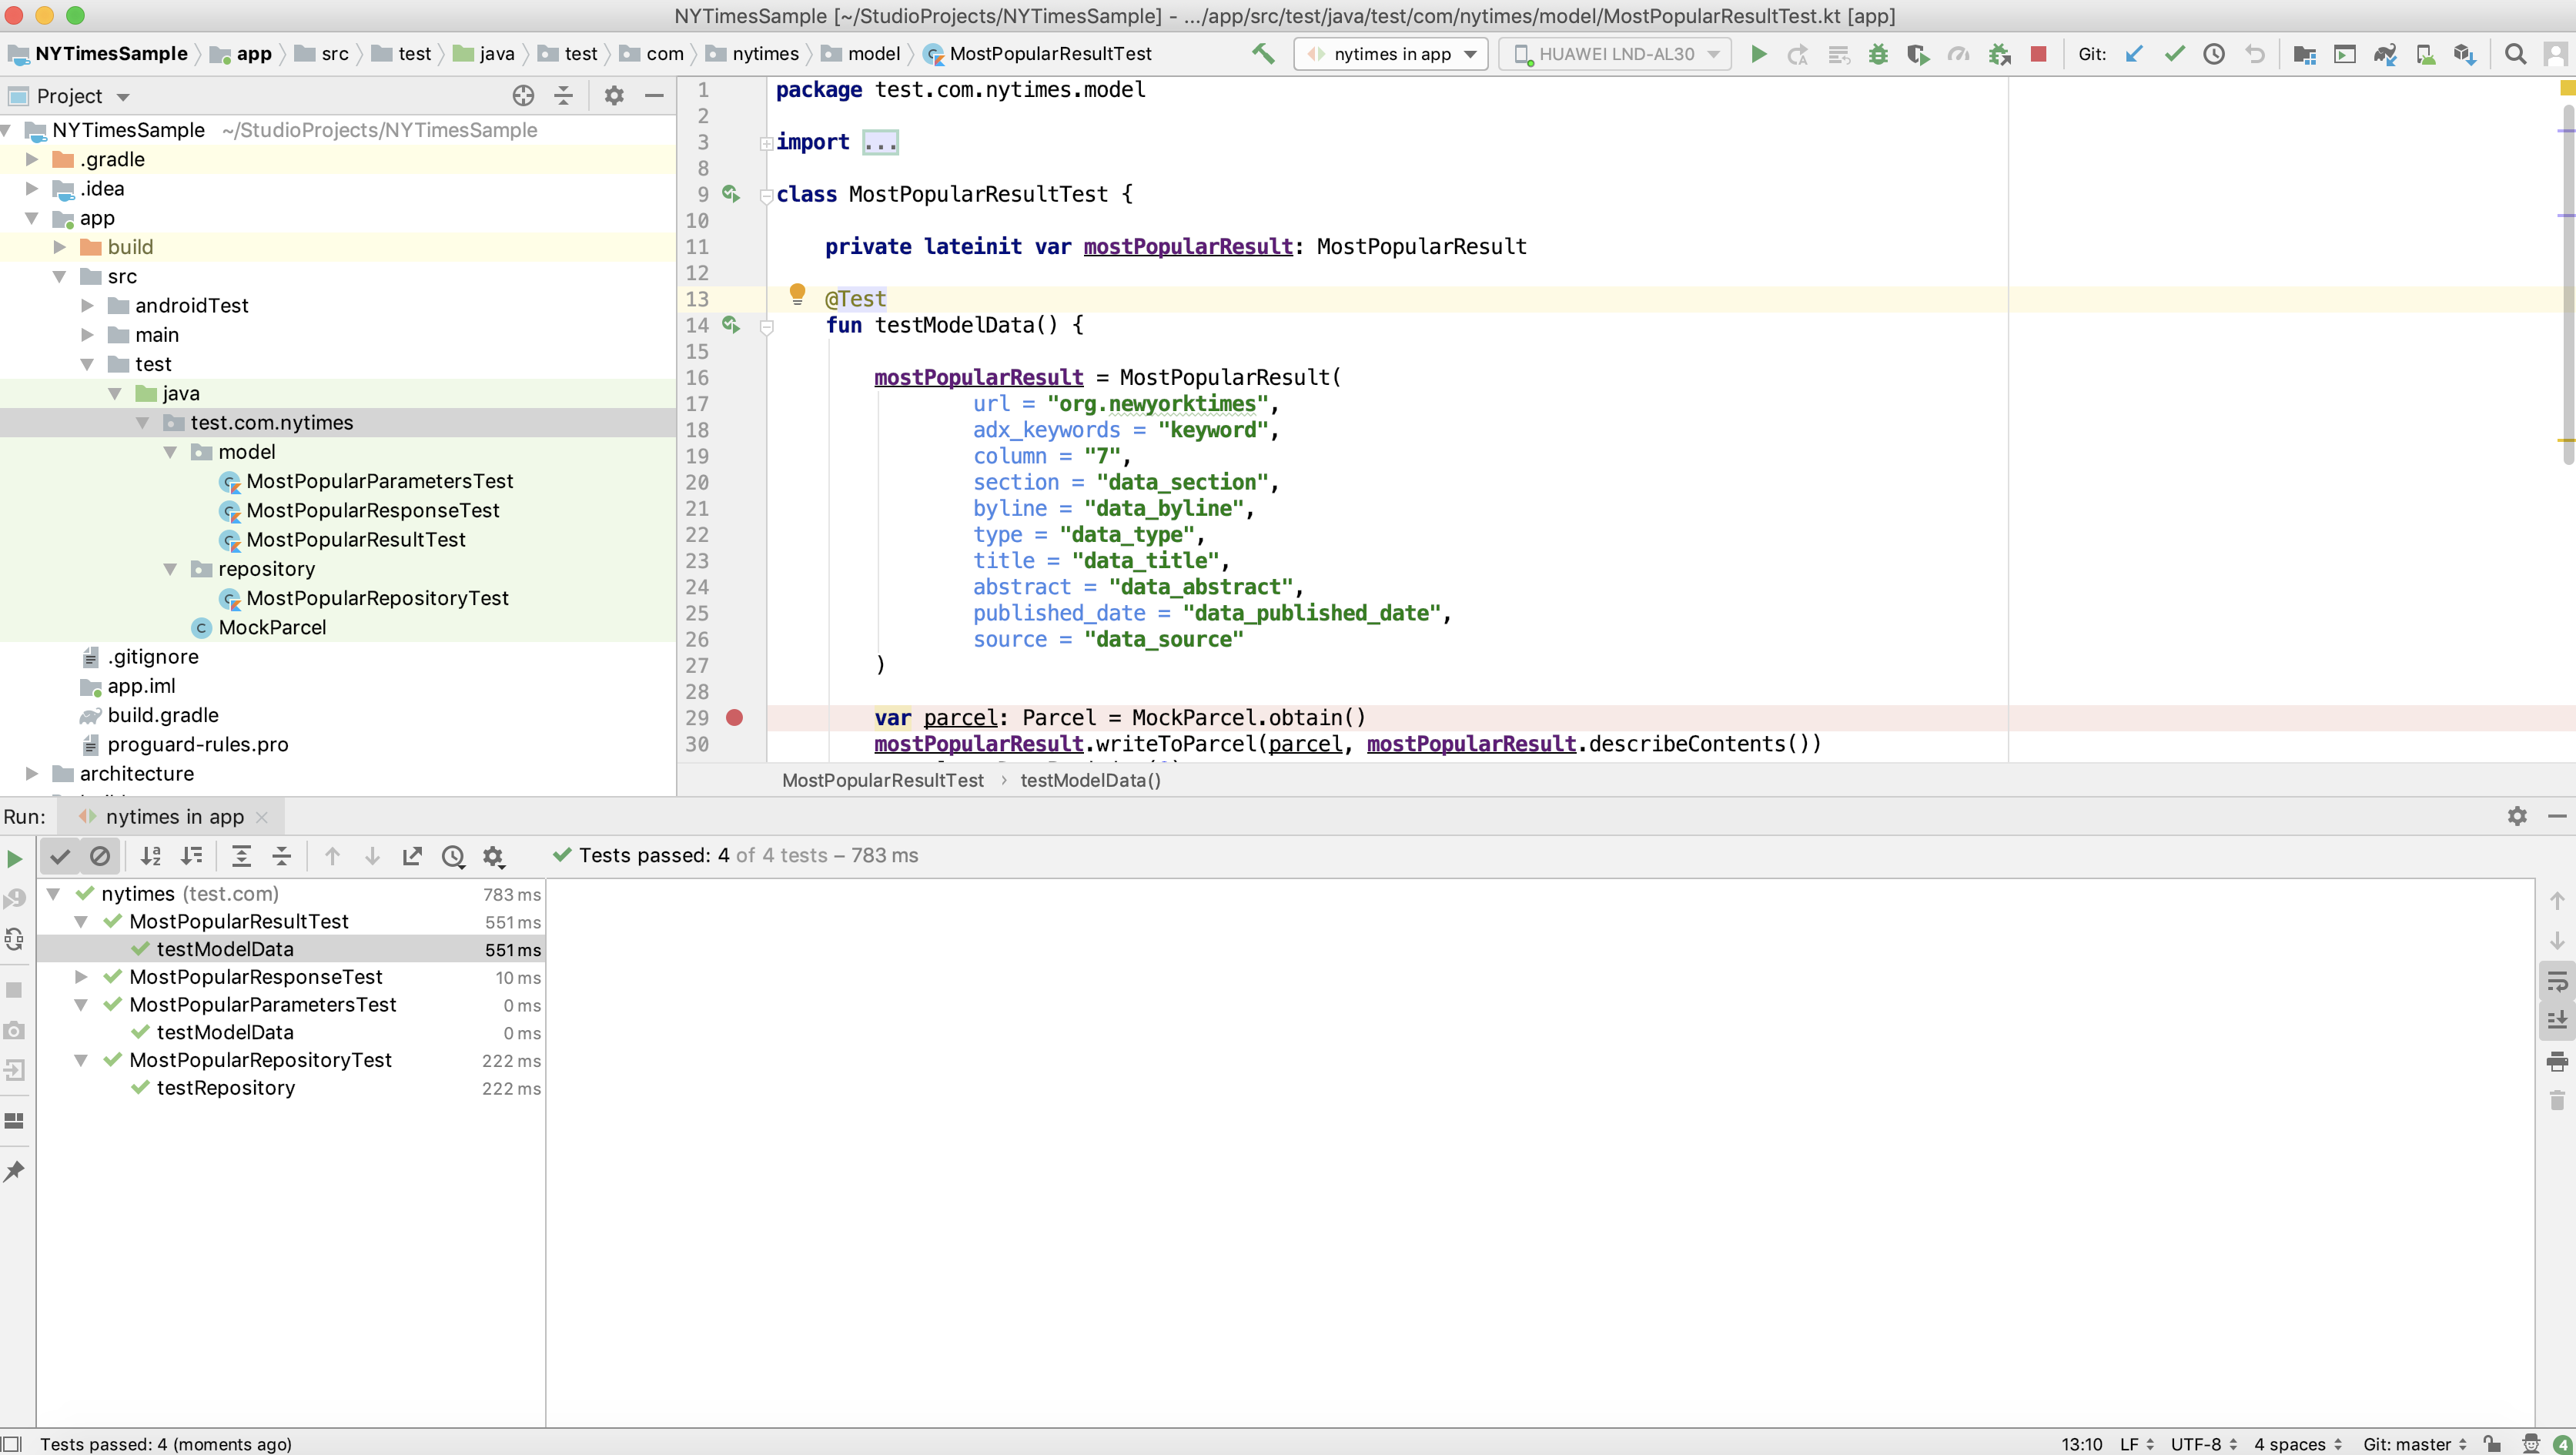 NYTimesSample [~/StudioProjects/NYTimesSample] - .../app/src/test/java/test/com/nytimes/model/MostPopularResultTest.kt [app]
NYTimesSample app src test java test com nytimes model MostPopularResultTest nytimes in app HUAWEI LND-AL30 Git:
Project
NYTimesSample ~/StudioProjects/NYTimesSample
.gradle
.idea
app
build
src
androidTest
main
test
java
test.com.nytimes
model
MostPopularParametersTest
MostPopularResponseTest
MostPopularResultTest
repository
MostPopularRepositoryTest
MockParcel
.gitignore
app.iml
build.gradle
proguard-rules.pro
architecture
1 package test.com.nytimes.model
2
3 import ...
8
9 class MostPopularResultTest {
10
11 private lateinit var mostPopularResult: MostPopularResult
12
13 @Test
14 fun testModelData() {
15
16 mostPopularResult = MostPopularResult(
17 url = "org.newyorktimes",
18 adx_keywords = "keyword",
19 column = "7",
20 section = "data_section",
21 byline = "data_byline",
22 type = "data_type",
23 title = "data_title",
24 abstract = "data_abstract",
25 published_date = "data_published_date",
26 source = "data_source"
27 )
28
29 var parcel: Parcel = MockParcel.obtain()
30 mostPopularResult.writeToParcel(parcel, mostPopularResult.describeContents())
MostPopularResultTest › testModelData()
Run: nytimes in app
Tests passed: 4 of 4 tests – 783 ms
nytimes (test.com) 783 ms
MostPopularResultTest 551 ms
testModelData 551 ms
MostPopularResponseTest 10 ms
MostPopularParametersTest 0 ms
testModelData 0 ms
MostPopularRepositoryTest 222 ms
testRepository 222 ms
Tests passed: 4 (moments ago) 13:10 LF UTF-8 4 spaces Git: master 4